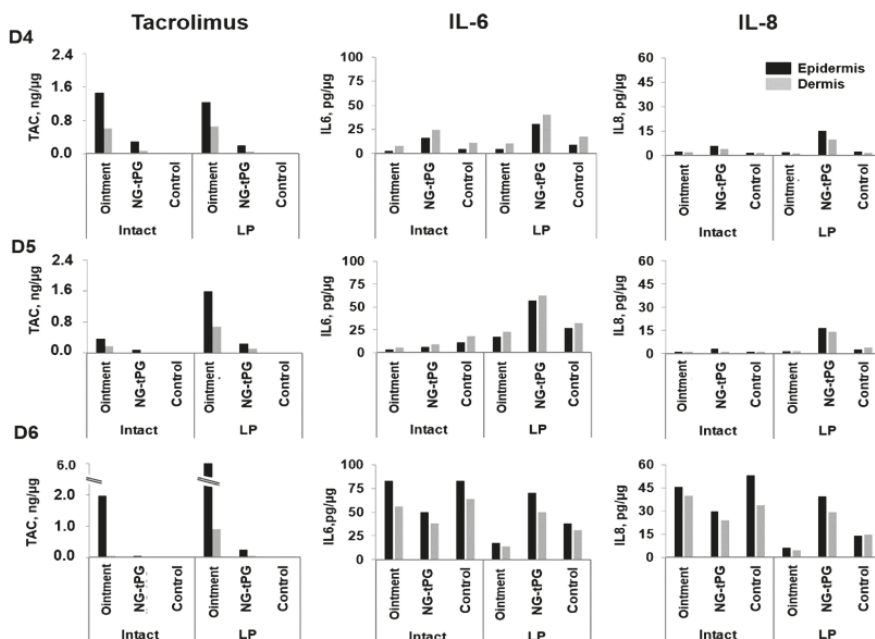 Tacrolimus IL-6 IL-8
D4
TAC, ng/µg
2.4
1.6
0.8
0.0
Ointment NG-tPG Control Ointment NG-tPG Control
Intact LP
IL6, pg/µg
100
75
50
25
0
Ointment NG-tPG Control Ointment NG-tPG Control
Intact LP
IL8, pg/µg
60
45
30
15
0
Epidermis
Dermis
Ointment NG-tPG Control Ointment NG-tPG Control
Intact LP
D5
TAC, ng/µg
2.4
1.6
0.8
0.0
Ointment NG-tPG Control Ointment NG-tPG Control
Intact LP
IL6, pg/µg
100
75
50
25
0
Ointment NG-tPG Control Ointment NG-tPG Control
Intact LP
IL8, pg/µg
60
45
30
15
0
Ointment NG-tPG Control Ointment NG-tPG Control
Intact LP
D6
TAC, ng/µg
6.0
2.0
1.0
0.0
Ointment NG-tPG Control Ointment NG-tPG Control
Intact LP
IL6,pg/µg
100
75
50
25
0
Ointment NG-tPG Control Ointment NG-tPG Control
Intact LP
IL8, pg/µg
60
45
30
15
0
Ointment NG-tPG Control Ointment NG-tPG Control
Intact LP